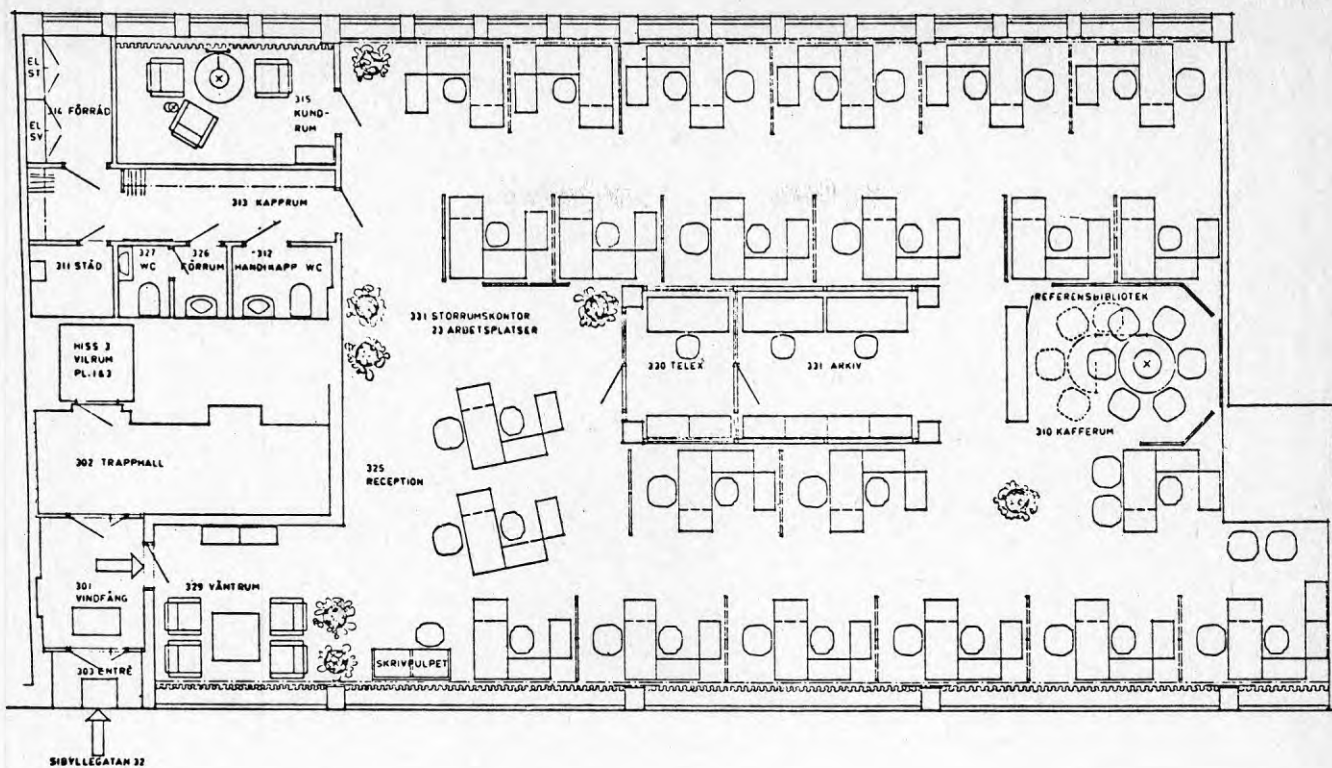 EL
ST
314 FÖRRÅD
EL
SV
315
KUND-
RUM
313 KAPPRUM
311 STÄD
327
WC
326
FÖRRUM
312
HANDIKAPP WC
HISS 3
VILRUM
PL. 1&3
331 STORRUMSKONTOR
23 ARBETSPLATSER
330 TELEX
331 ARKIV
REFERENSBIBLIOTEK
310 KAFFERUM
302 TRAPPHALL
325
RECEPTION
301
VINDFÅNG
329 VÄNTRUM
SKRIVPULPET
303 ENTRÉ
SIBYLLEGATAN 32